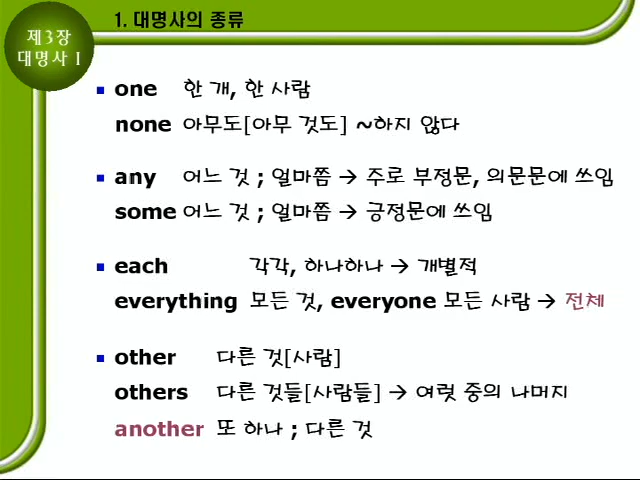 1. 대명사의 종류
제3장
대명사 I
one 한 개, 한 사람
none 아무도[아무 것도] ~하지 않다
any 어느 것 ; 얼마쯤 → 주로 부정문, 의문문에 쓰임
some 어느 것 ; 얼마쯤 → 긍정문에 쓰임
each 각각, 하나하나 → 개별적
everything 모든 것, everyone 모든 사람 → 전체
other 다른 것[사람]
others 다른 것들[사람들] → 여럿 중의 나머지
another 또 하나 ; 다른 것